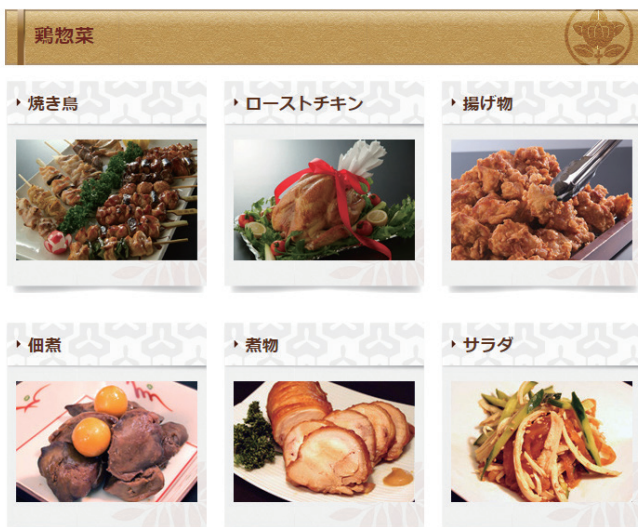 鶏惣菜
焼き鳥
ローストチキン
揚げ物
佃煮
煮物
サラダ